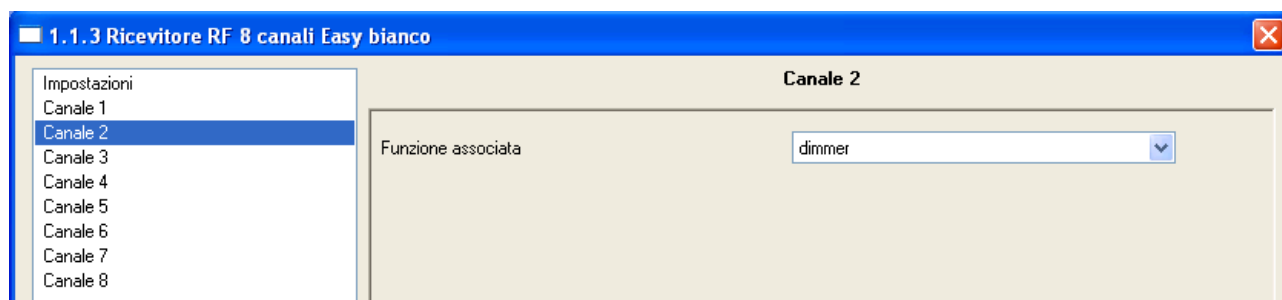 1.1.3 Ricevitore RF 8 canali Easy bianco
Impostazioni
Canale 1
Canale 2
Canale 3
Canale 4
Canale 5
Canale 6
Canale 7
Canale 8
Canale 2
Funzione associata
dimmer